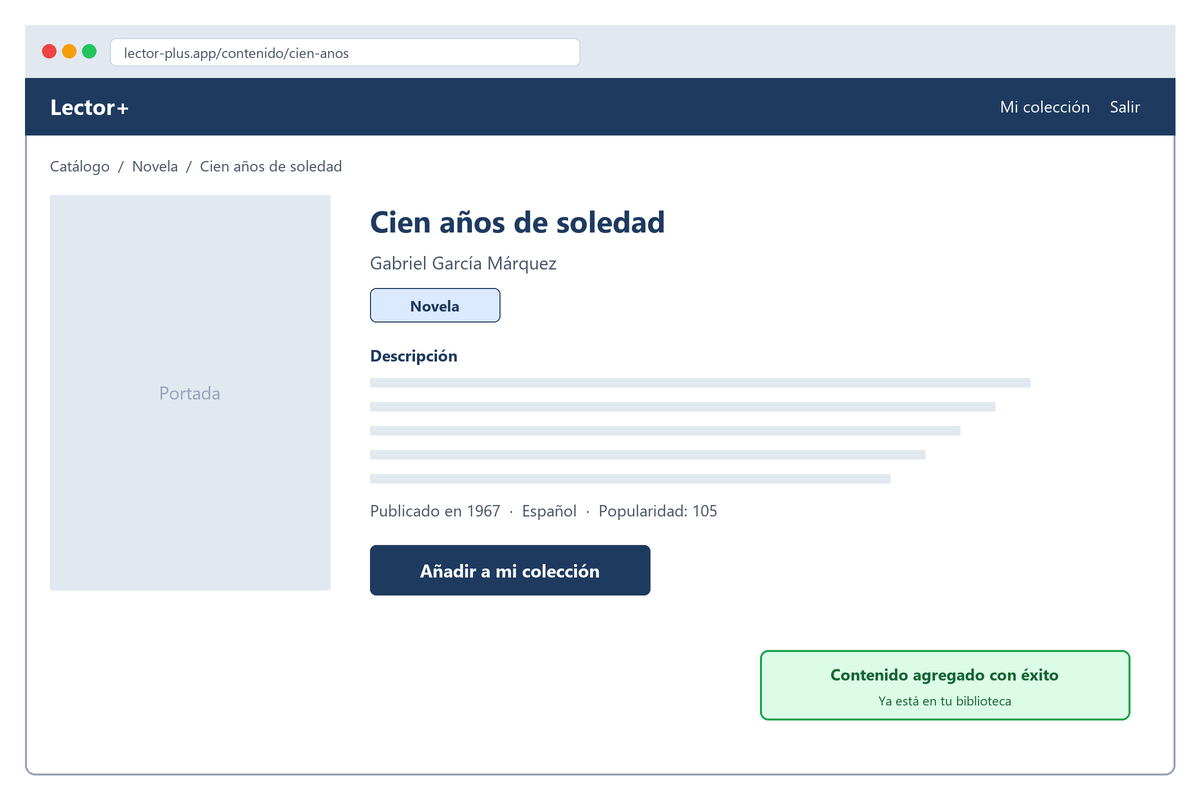 lector-plus.app/contenido/cien-anos
Lector+
Mi colección Salir
Catálogo / Novela / Cien años de soledad
Portada
Cien años de soledad
Gabriel García Márquez
Novela
Descripción
Publicado en 1967 · Español · Popularidad: 105
Añadir a mi colección
Contenido agregado con éxito
Ya está en tu biblioteca